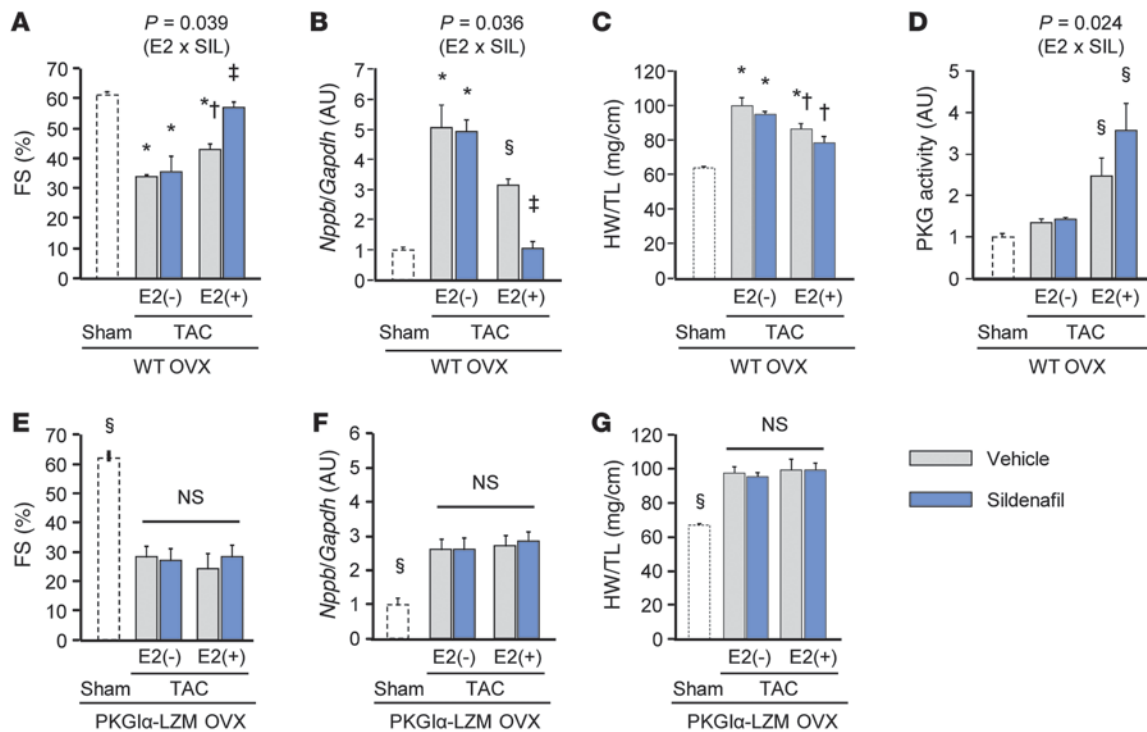 A
P = 0.039
(E2 x SIL)
FS (%)
70
60
50
40
30
20
10
0
*
*
*†
‡
E2(-)
E2(+)
Sham
TAC
WT OVX
B
P = 0.036
(E2 x SIL)
Nppb/Gapdh (AU)
6
5
4
3
2
1
0
*
*
§
‡
E2(-)
E2(+)
Sham
TAC
WT OVX
C
HW/TL (mg/cm)
120
100
80
60
40
20
0
*
*
*†
†
E2(-)
E2(+)
Sham
TAC
WT OVX
D
P = 0.024
(E2 x SIL)
PKG activity (AU)
5
4
3
2
1
0
§
§
E2(-)
E2(+)
Sham
TAC
WT OVX
E
FS (%)
70
60
50
40
30
20
10
0
§
NS
E2(-)
E2(+)
Sham
TAC
PKGIα-LZM OVX
F
Nppb/Gapdh (AU)
6
5
4
3
2
1
0
§
NS
E2(-)
E2(+)
Sham
TAC
PKGIα-LZM OVX
G
HW/TL (mg/cm)
120
100
80
60
40
20
0
§
NS
E2(-)
E2(+)
Sham
TAC
PKGIα-LZM OVX
Vehicle
Sildenafil